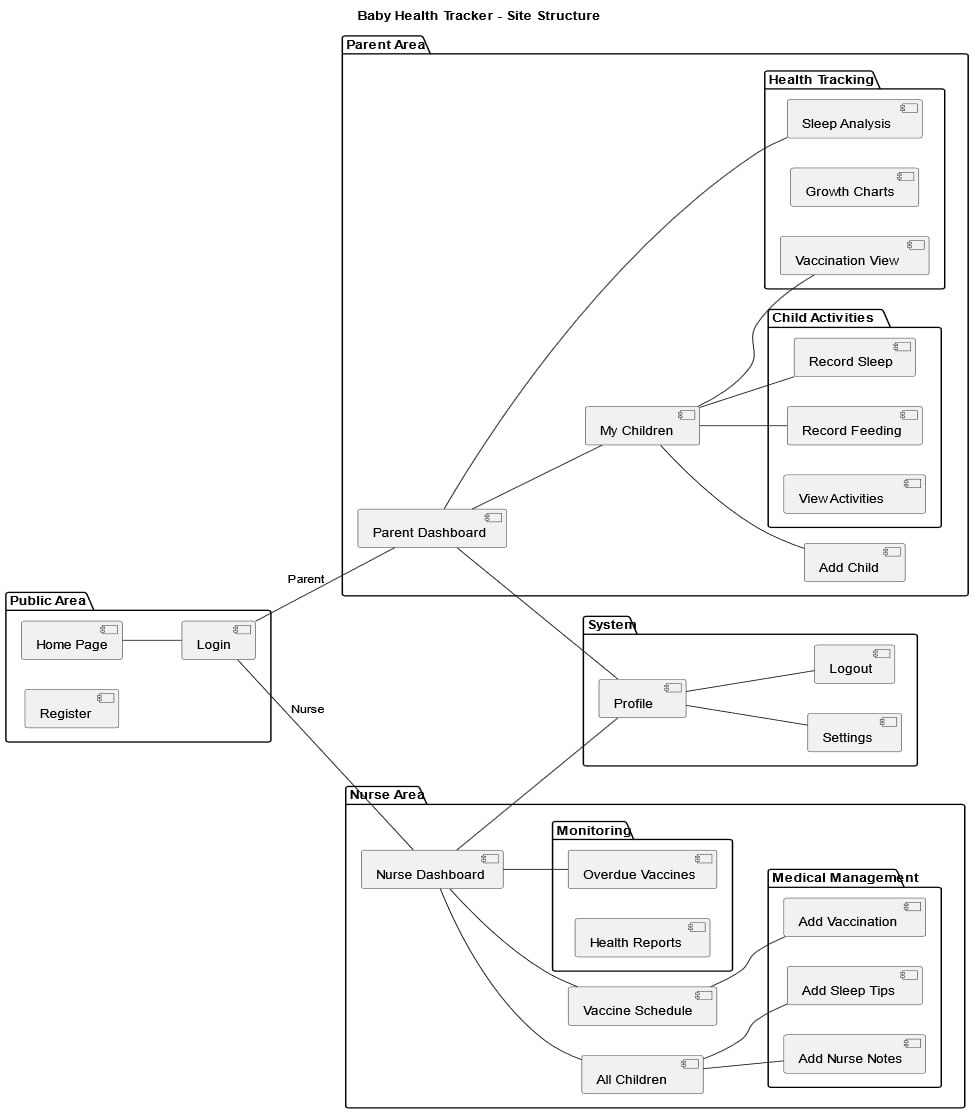 Baby Health Tracker - Site Structure
Parent Area
Health Tracking
Sleep Analysis
Growth Charts
Vaccination View
Child Activities
Record Sleep
My Children
Record Feeding
View Activities
Parent Dashboard
Add Child
Parent
Public Area
Home Page
Login
Register
Nurse
System
Logout
Profile
Settings
Nurse Area
Monitoring
Nurse Dashboard
Overdue Vaccines
Health Reports
Medical Management
Add Vaccination
Vaccine Schedule
Add Sleep Tips
All Children
Add Nurse Notes